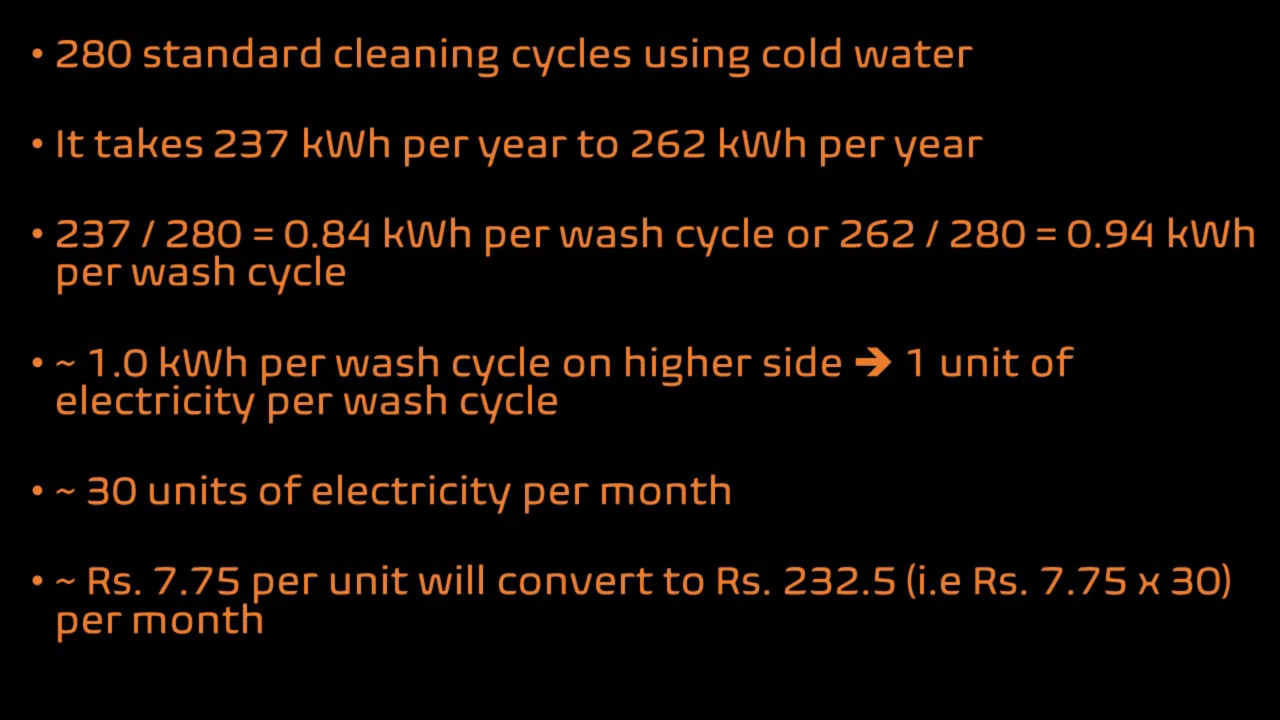 • 280 standard cleaning cycles using cold water
• It takes 237 kWh per year to 262 kWh per year
• 237 / 280 = 0.84 kWh per wash cycle or 262 / 280 = 0.94 kWh
per wash cycle
• ~ 1.0 kWh per wash cycle on higher side ➔ 1 unit of
electricity per wash cycle
• ~ 30 units of electricity per month
• ~ Rs. 7.75 per unit will convert to Rs. 232.5 (i.e Rs. 7.75 x 30)
per month